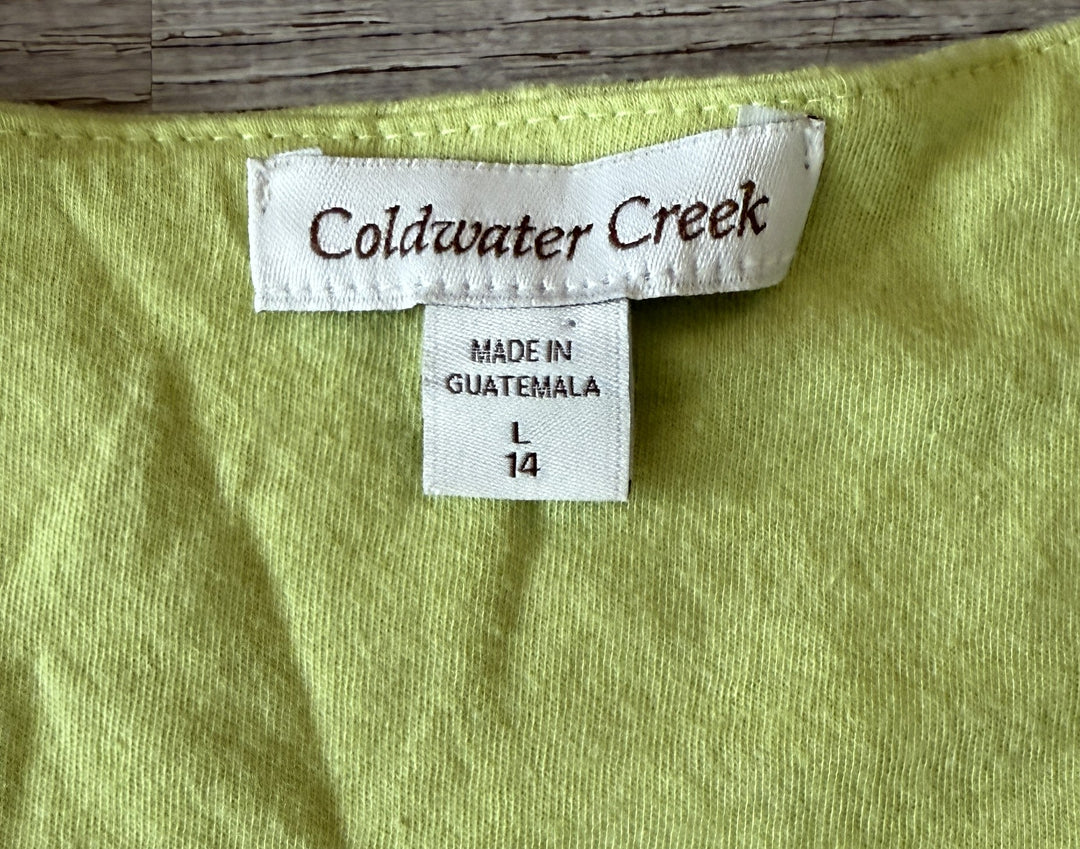 Coldwater Creek
MADE IN
GUATEMALA
L
14